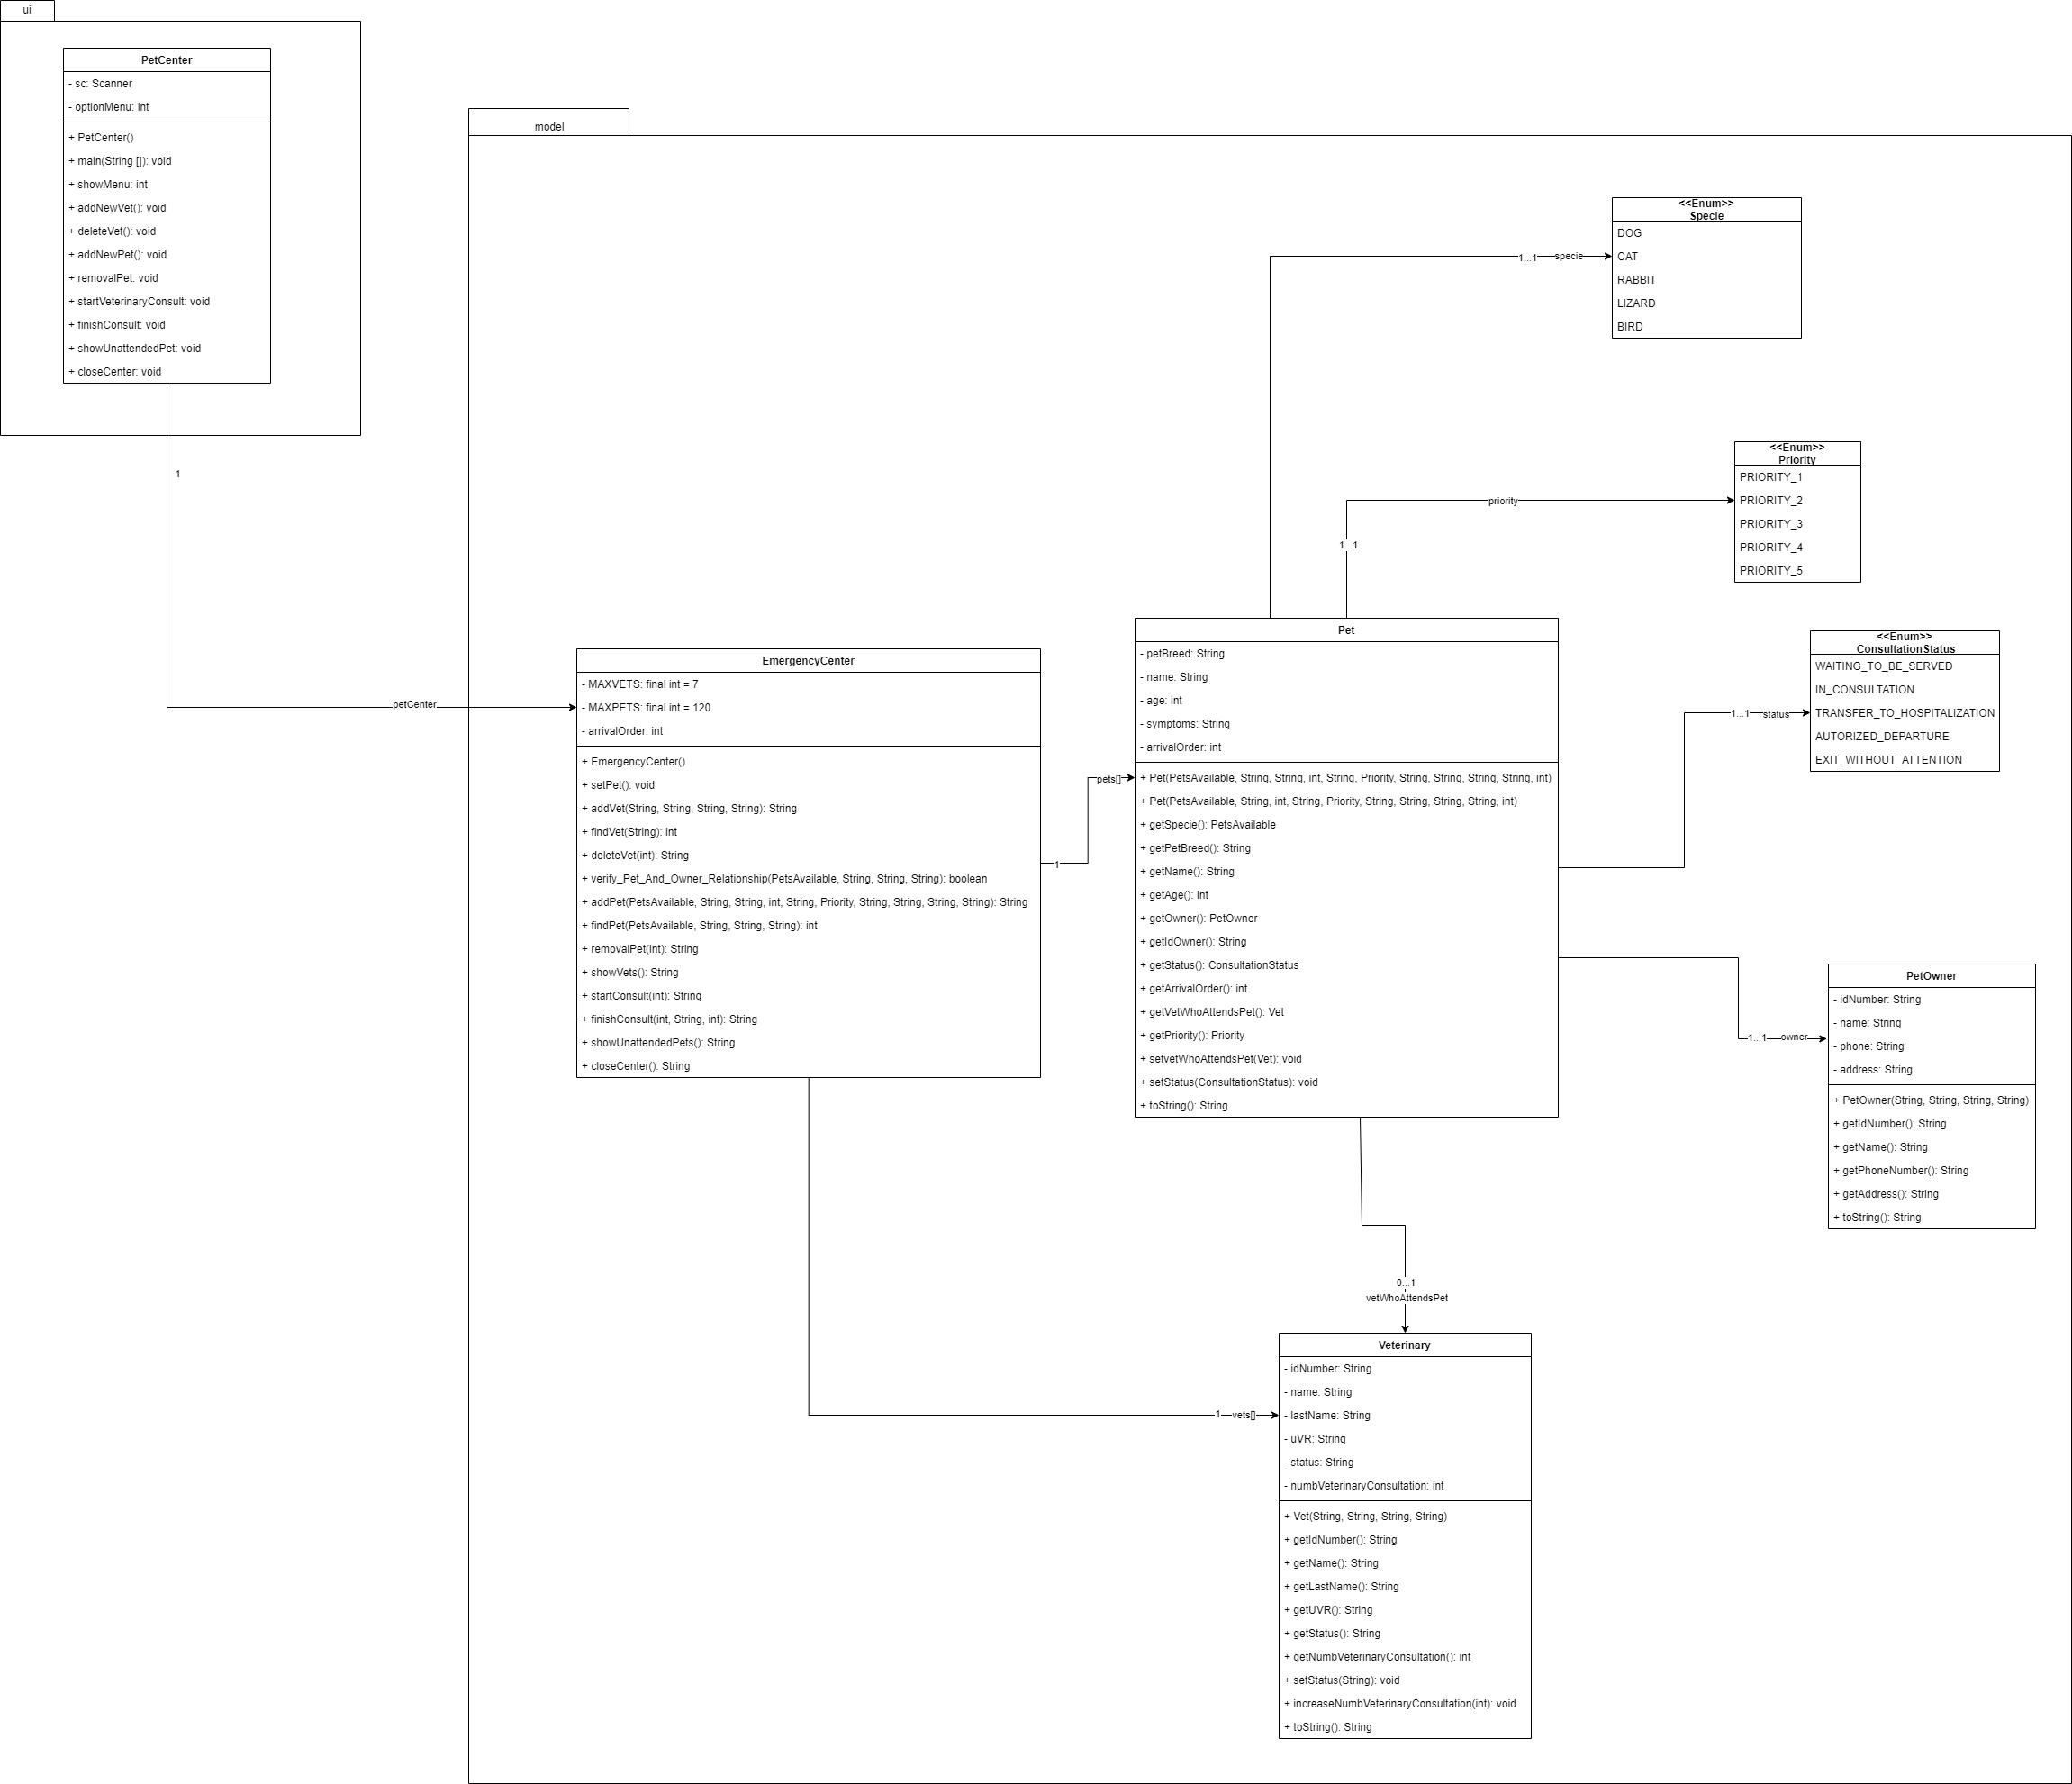 ui
PetCenter
- sc: Scanner
- optionMenu: int
+ PetCenter()
+ main(String []): void
+ showMenu: int
+ addNewVet(): void
+ deleteVet(): void
+ addNewPet(): void
+ removalPet: void
+ startVeterinaryConsult: void
+ finishConsult: void
+ showUnattendedPet: void
+ closeCenter: void
1
petCenter
model
EmergencyCenter
- MAXVETS: final int = 7
- MAXPETS: final int = 120
- arrivalOrder: int
+ EmergencyCenter()
+ setPet(): void
+ addVet(String, String, String, String): String
+ findVet(String): int
+ deleteVet(int): String
+ verify_Pet_And_Owner_Relationship(PetsAvailable, String, String, String): boolean
+ addPet(PetsAvailable, String, String, int, String, Priority, String, String, String, String): String
+ findPet(PetsAvailable, String, String, String): int
+ removalPet(int): String
+ showVets(): String
+ startConsult(int): String
+ finishConsult(int, String, int): String
+ showUnattendedPets(): String
+ closeCenter(): String
1
pets[]
Pet
- petBreed: String
- name: String
- age: int
- symptoms: String
- arrivalOrder: int
+ Pet(PetsAvailable, String, String, int, String, Priority, String, String, String, String, int)
+ Pet(PetsAvailable, String, int, String, Priority, String, String, String, String, int)
+ getSpecie(): PetsAvailable
+ getPetBreed(): String
+ getName(): String
+ getAge(): int
+ getOwner(): PetOwner
+ getIdOwner(): String
+ getStatus(): ConsultationStatus
+ getArrivalOrder(): int
+ getVetWhoAttendsPet(): Vet
+ getPriority(): Priority
+ setvetWhoAttendsPet(Vet): void
+ setStatus(ConsultationStatus): void
+ toString(): String
1...1
specie
<<Enum>>
Specie
DOG
CAT
RABBIT
LIZARD
BIRD
1...1
priority
<<Enum>>
Priority
PRIORITY_1
PRIORITY_2
PRIORITY_3
PRIORITY_4
PRIORITY_5
1...1
status
<<Enum>>
ConsultationStatus
WAITING_TO_BE_SERVED
IN_CONSULTATION
TRANSFER_TO_HOSPITALIZATION
AUTORIZED_DEPARTURE
EXIT_WITHOUT_ATTENTION
1...1
owner
PetOwner
- idNumber: String
- name: String
- phone: String
- address: String
+ PetOwner(String, String, String, String)
+ getIdNumber(): String
+ getName(): String
+ getPhoneNumber(): String
+ getAddress(): String
+ toString(): String
0...1
vetWhoAttendsPet
1
vets[]
Veterinary
- idNumber: String
- name: String
- lastName: String
- uVR: String
- status: String
- numbVeterinaryConsultation: int
+ Vet(String, String, String, String)
+ getIdNumber(): String
+ getName(): String
+ getLastName(): String
+ getUVR(): String
+ getStatus(): String
+ getNumbVeterinaryConsultation(): int
+ setStatus(String): void
+ increaseNumbVeterinaryConsultation(int): void
+ toString(): String